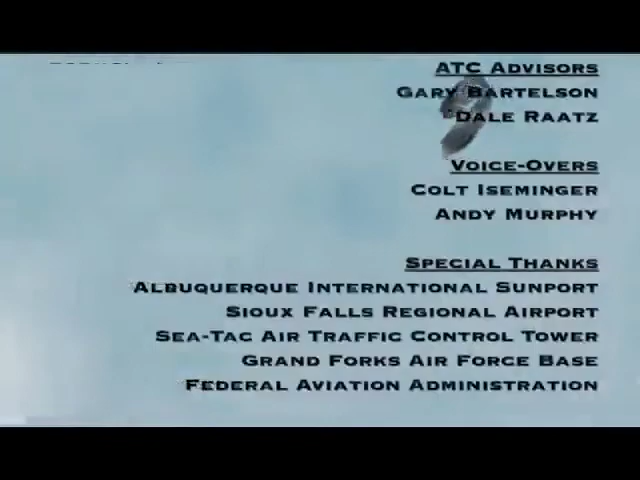 ATC Advisors
Gary Bartelson
Dale Raatz
Voice-Overs
Colt Iseminger
Andy Murphy
Special Thanks
Albuquerque International Sunport
Sioux Falls Regional Airport
Sea-Tac Air Traffic Control Tower
Grand Forks Air Force Base
Federal Aviation Administration